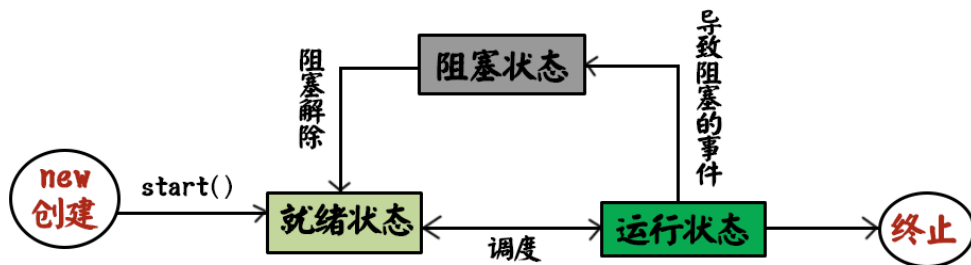 阻塞状态
阻塞解除
导致阻塞的事件
new
创建
start()
就绪状态
调度
运行状态
终止